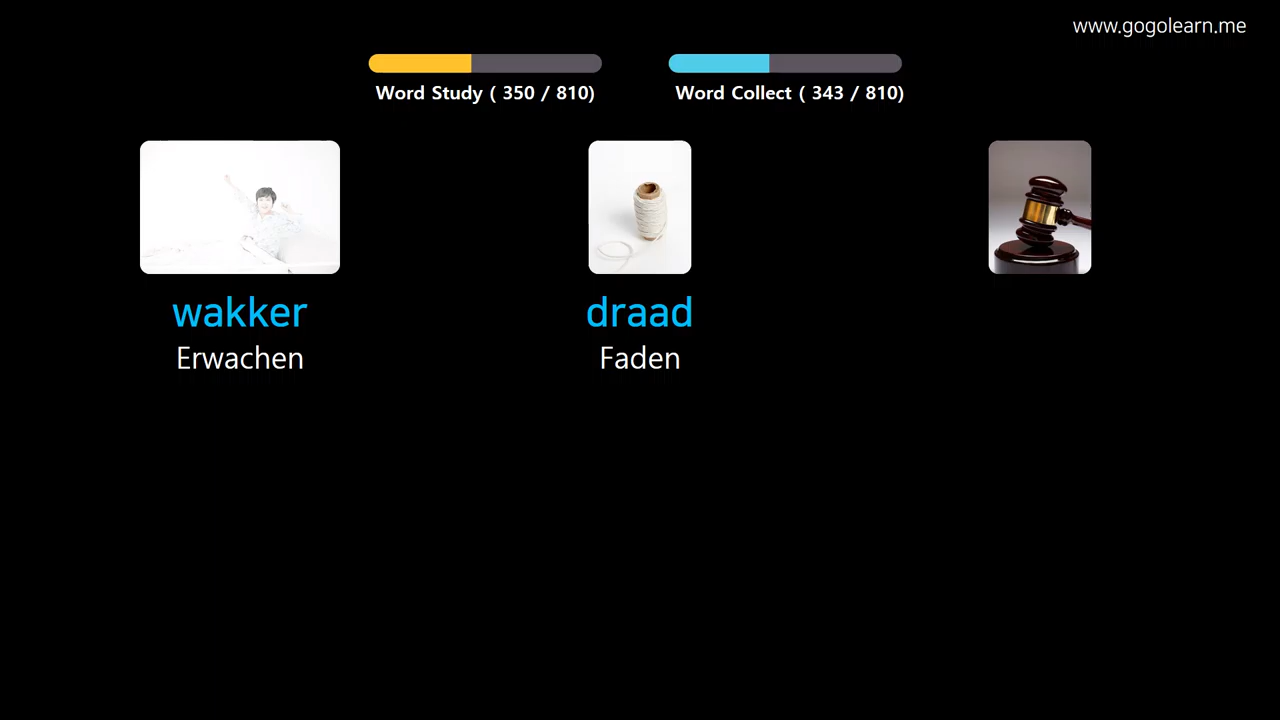 www.gogolearn.me
Word Study ( 350 / 810)
Word Collect ( 343 / 810)
wakker
Erwachen
draad
Faden